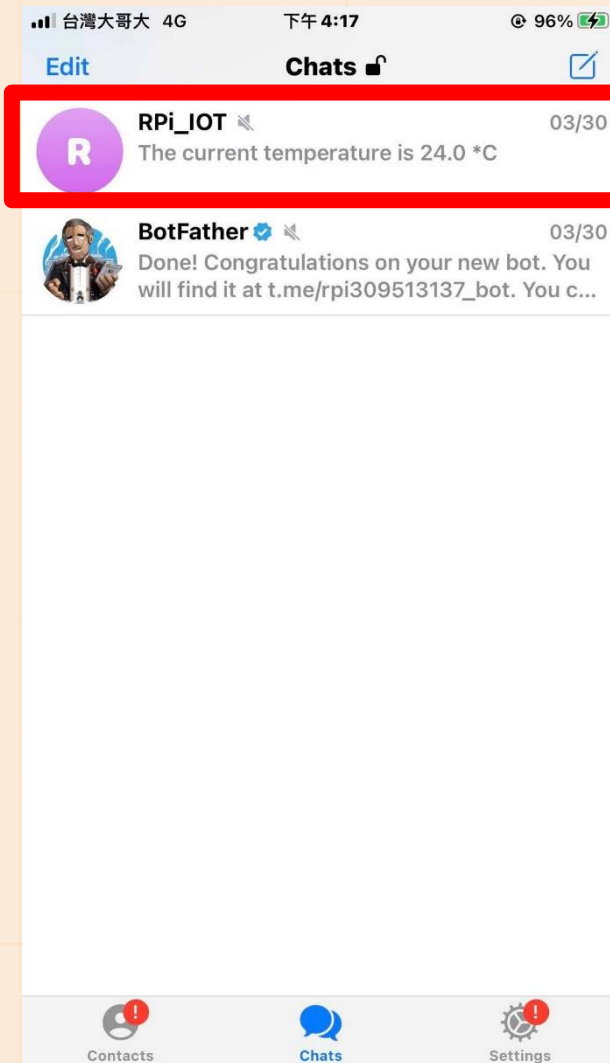 台灣大哥大 4G 下午4:17 96%
Edit Chats
R
RPi_IOT 03/30
The current temperature is 24.0 *C
BotFather 03/30
Done! Congratulations on your new bot. You
will find it at t.me/rpi309513137_bot. You c...
Contacts Chats Settings